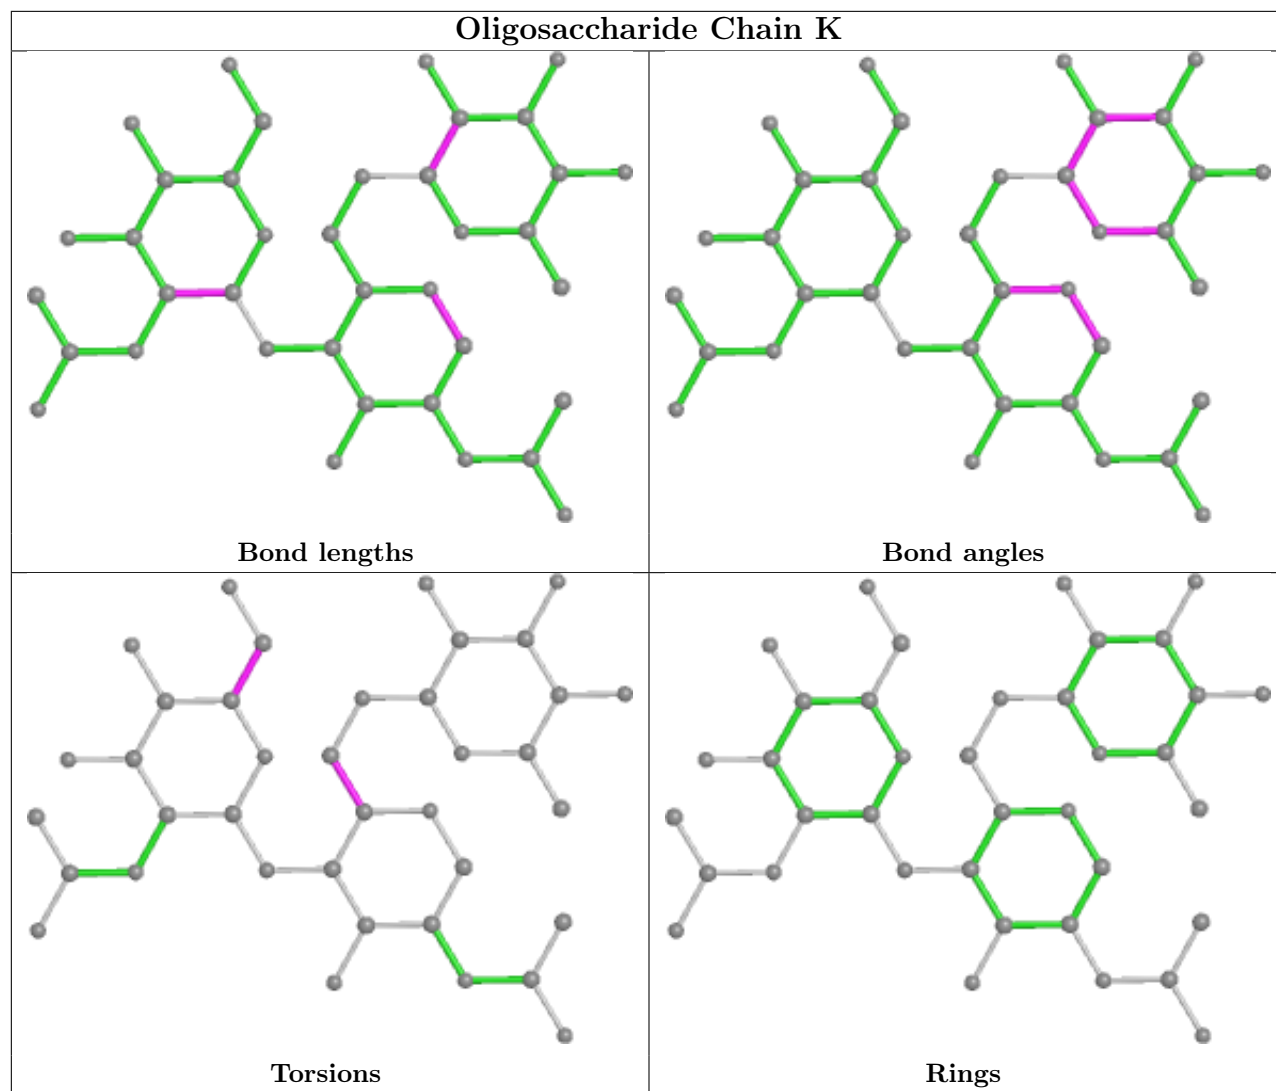 Oligosaccharide Chain K
Bond lengths
Bond angles
Torsions
Rings